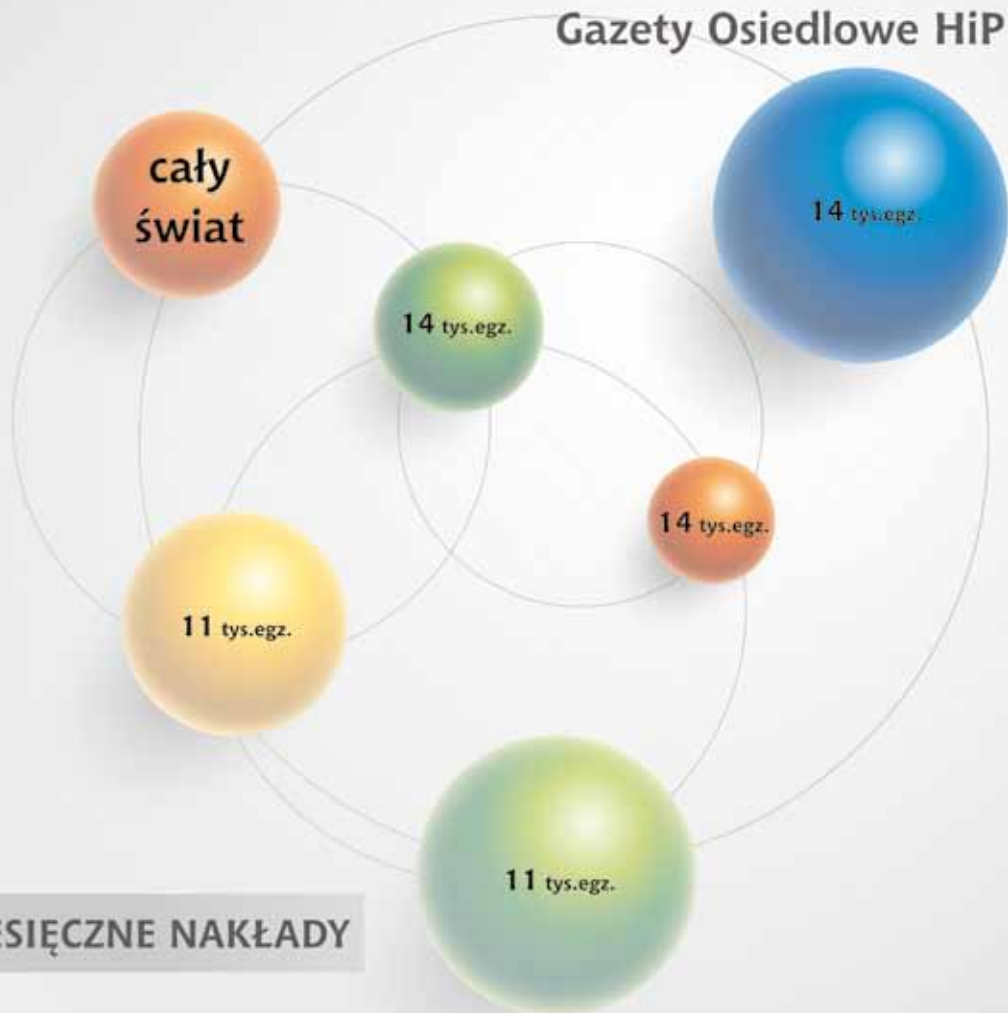 Gazety Osiedlowe HiP
cały
świat
14 tys.egz.
14 tys.egz.
14 tys.egz.
11 tys.egz.
11 tys.egz.
ESIĘCZNE NAKŁADY